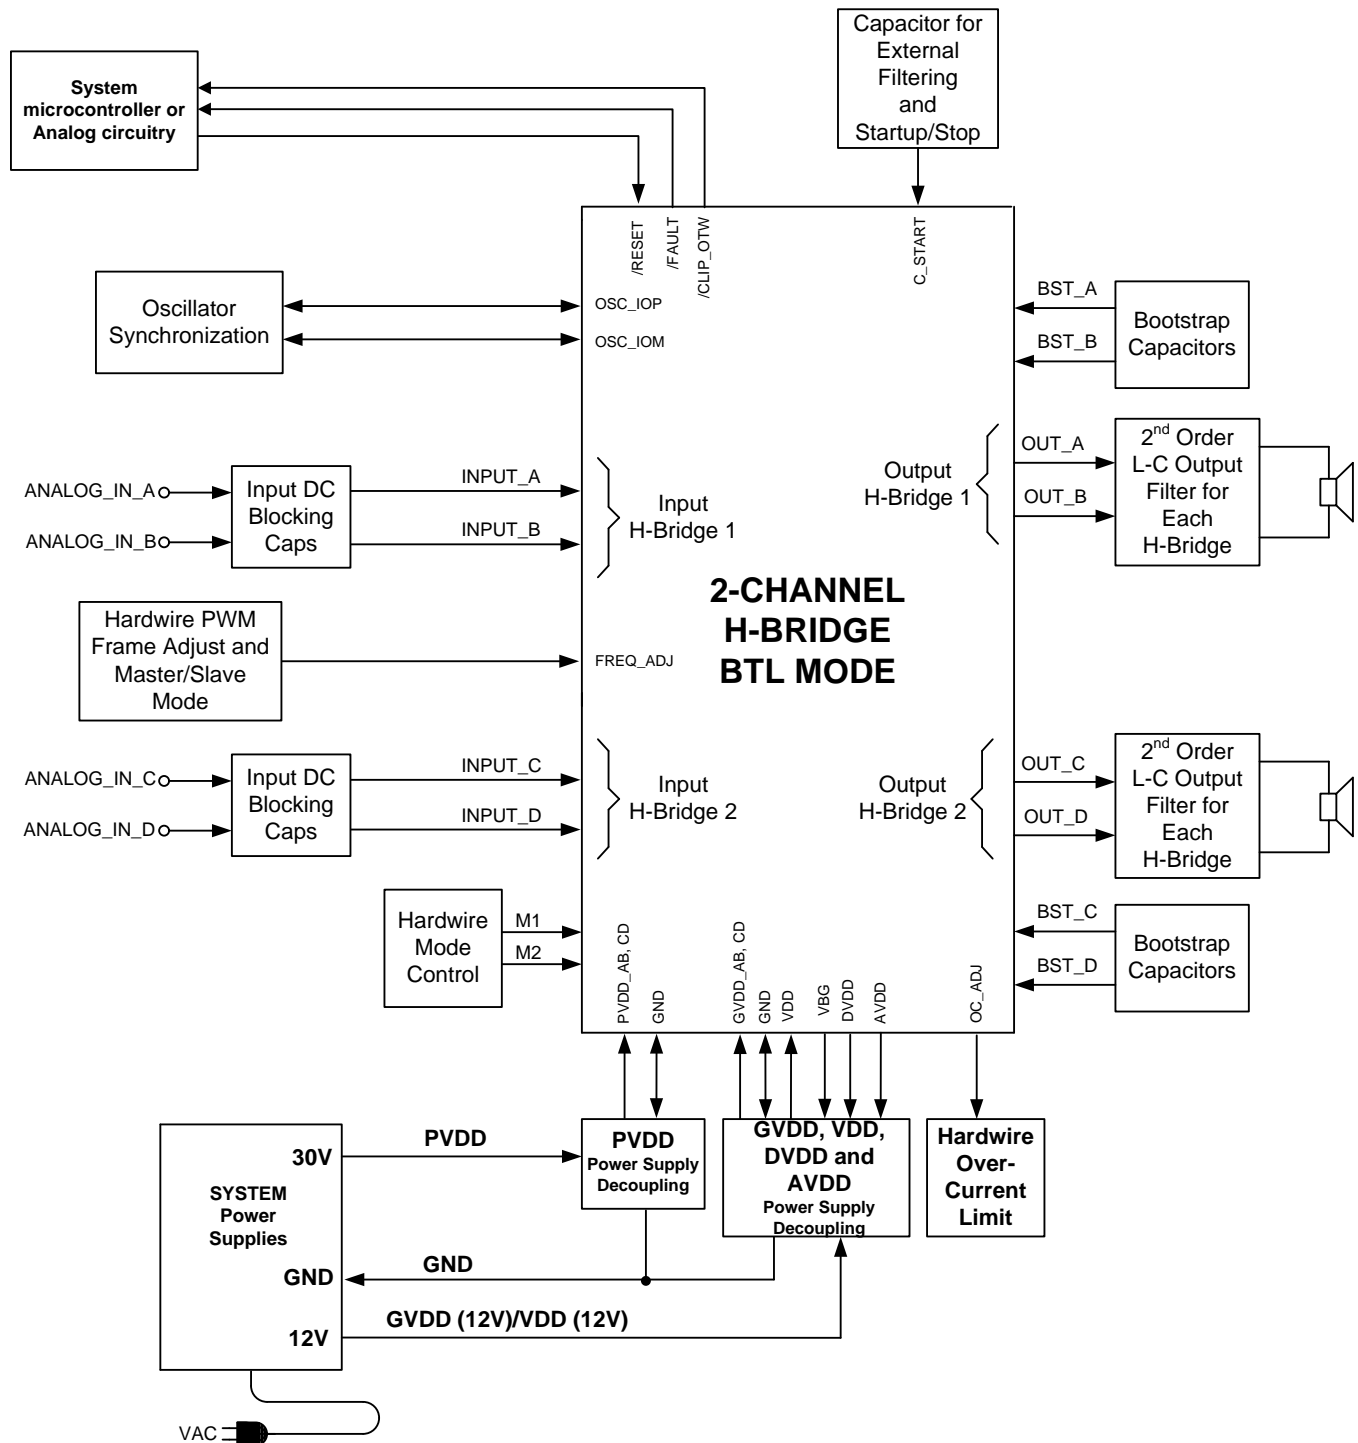 Capacitor for
External
Filtering
and
Startup/Stop
System
microcontroller or
Analog circuitry
/RESET
/FAULT
/CLIP_OTW
C_START
Oscillator
Synchronization
OSC_IOP
OSC_IOM
BST_A
BST_B
Bootstrap
Capacitors
ANALOG_IN_A
ANALOG_IN_B
Input DC
Blocking
Caps
INPUT_A
INPUT_B
Input
H-Bridge 1
Output
H-Bridge 1
OUT_A
OUT_B
2nd Order
L-C Output
Filter for
Each
H-Bridge
2-CHANNEL
H-BRIDGE
BTL MODE
Hardwire PWM
Frame Adjust and
Master/Slave
Mode
FREQ_ADJ
ANALOG_IN_C
ANALOG_IN_D
Input DC
Blocking
Caps
INPUT_C
INPUT_D
Input
H-Bridge 2
Output
H-Bridge 2
OUT_C
OUT_D
2nd Order
L-C Output
Filter for
Each
H-Bridge
Hardwire
Mode
Control
M1
M2
PVDD_AB, CD
GND
GVDD_AB, CD
GND
VDD
VBG
DVDD
AVDD
OC_ADJ
BST_C
BST_D
Bootstrap
Capacitors
PVDD
Power Supply
Decoupling
GVDD, VDD,
DVDD and
AVDD
Power Supply
Decoupling
Hardwire
Over-
Current
Limit
30V
PVDD
SYSTEM
Power
Supplies
GND
GND
12V
GVDD (12V)/VDD (12V)
VAC